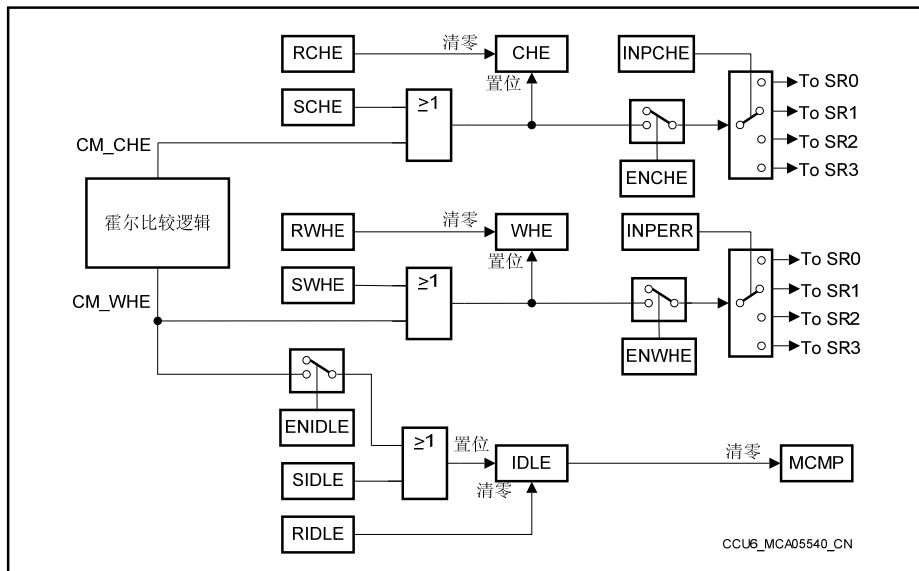 RCHE
清零
CHE
INPCHE
置位
To SR0
SCHE
≥1
To SR1
To SR2
CM_CHE
To SR3
ENCHE
霍尔比较逻辑
RWHE
清零
WHE
INPERR
置位
To SR0
SWHE
≥1
To SR1
CM_WHE
To SR2
To SR3
ENWHE
ENIDLE
≥1
置位
IDLE
清零
MCMP
SIDLE
清零
RIDLE
CCU6_MCA05540_CN